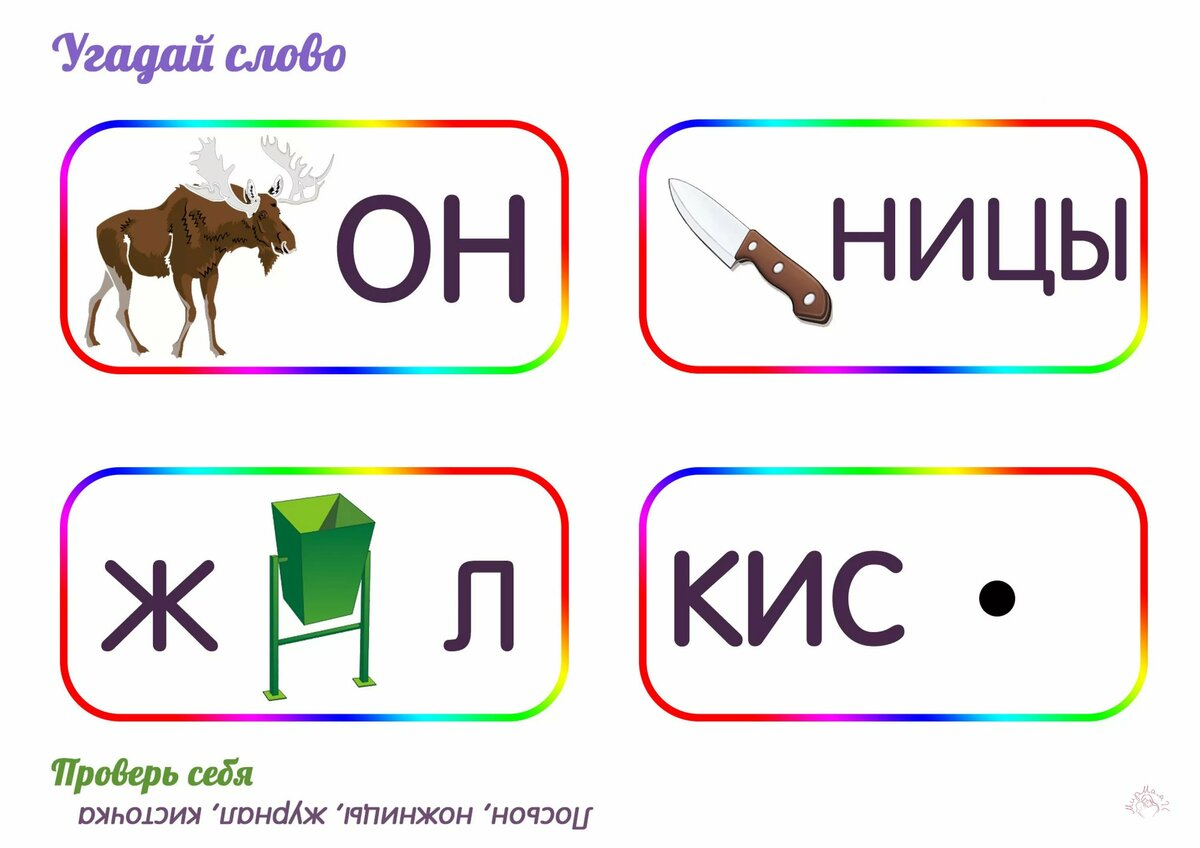 Угадай слово
ОН
НИЦЫ
Ж Л
КИС
Проверь себя
Лосьон, ножницы, журнал, кисточка